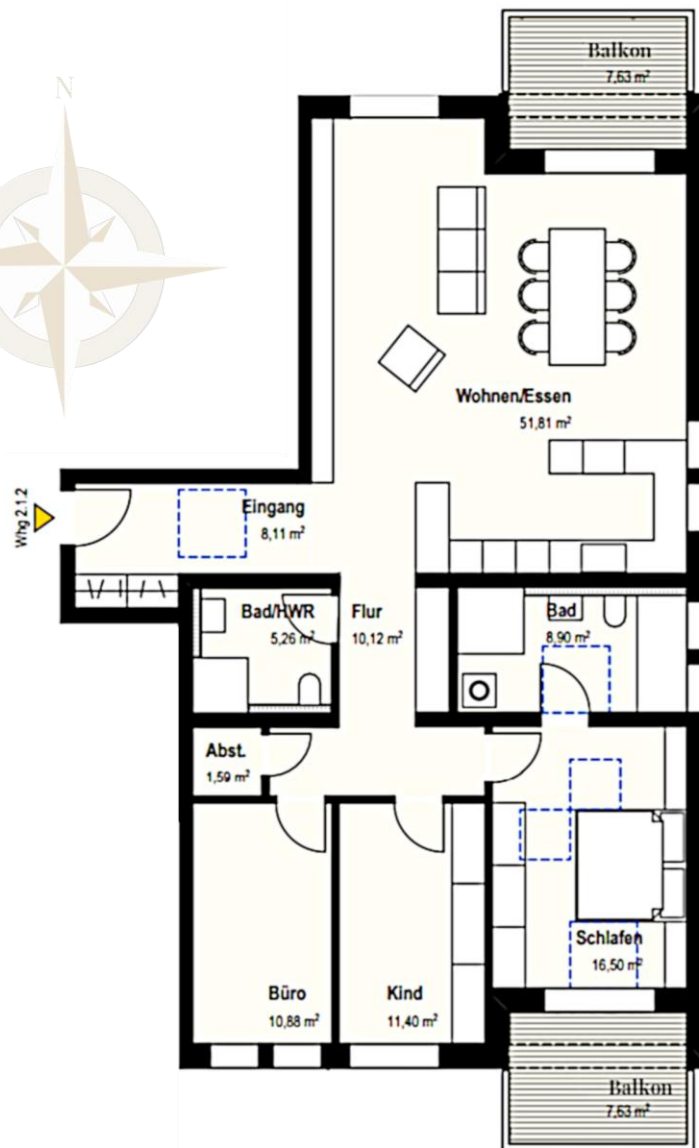 Balkon
7,63 m²
N
Wohnen/Essen
51,81 m²
Whg 2.1.2
Eingang
8,11 m²
Bad/HWR
5,26 m²
Flur
10,12 m²
Bad
8,90 m²
Abst.
1,59 m²
Schlafen
16,50 m²
Büro
10,88 m²
Kind
11,40 m²
Balkon
7,63 m²